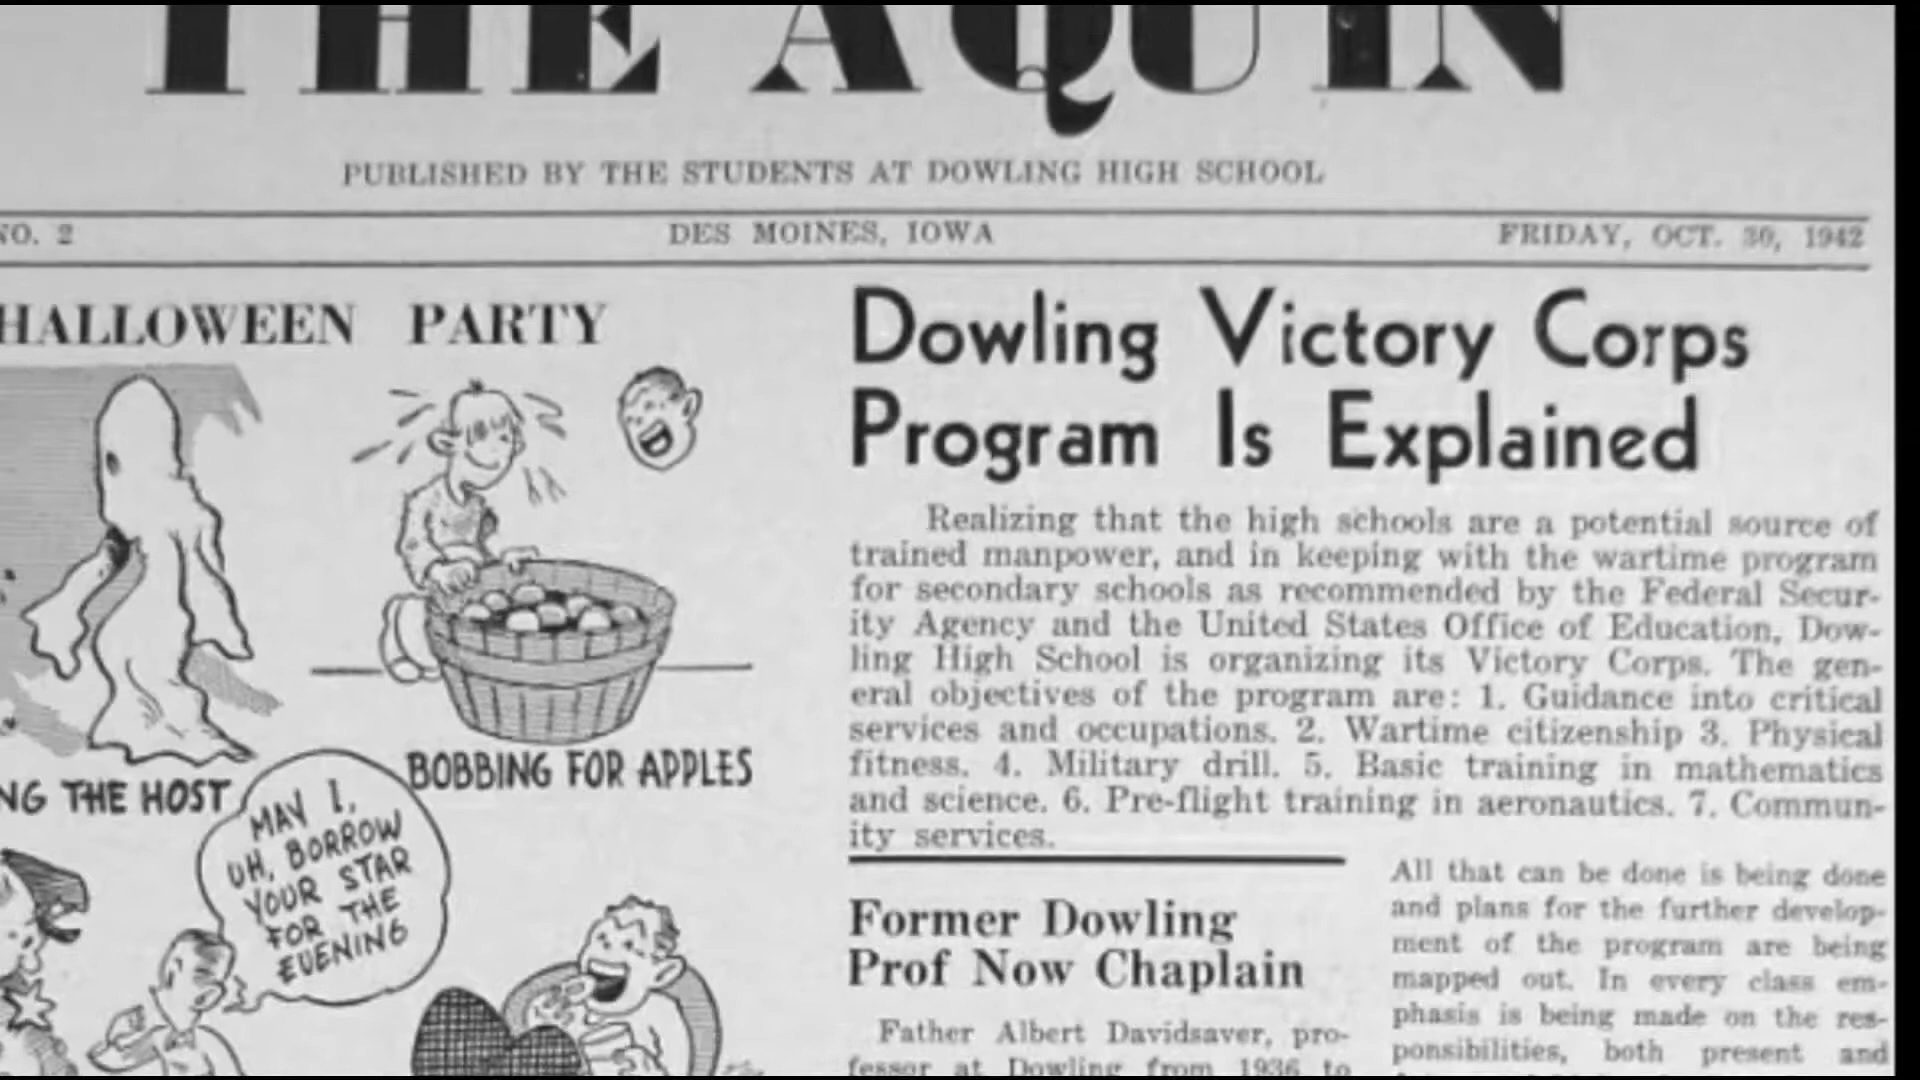 THE AQUIN
PUBLISHED BY THE STUDENTS AT DOWLING HIGH SCHOOL
NO. 2 DES MOINES, IOWA FRIDAY, OCT. 30, 1942
HALLOWEEN PARTY
NG THE HOST
BOBBING FOR APPLES
MAY I,
UH, BORROW
YOUR STAR
FOR THE
EVENING
Dowling Victory Corps
Program Is Explained
Realizing that the high schools are a potential source of
trained manpower, and in keeping with the wartime program
for secondary schools as recommended by the Federal Secur-
ity Agency and the United States Office of Education, Dow-
ling High School is organizing its Victory Corps. The gen-
eral objectives of the program are: 1. Guidance into critical
services and occupations. 2. Wartime citizenship 3. Physical
fitness. 4. Military drill. 5. Basic training in mathematics
and science. 6. Pre-flight training in aeronautics. 7. Commun-
ity services.
Former Dowling
Prof Now Chaplain
Father Albert Davidsaver, pro-
fessor at Dowling from 1936 to
All that can be done is being done
and plans for the further develop-
ment of the program are being
mapped out. In every class em-
phasis is being made on the res-
ponsibilities, both present and